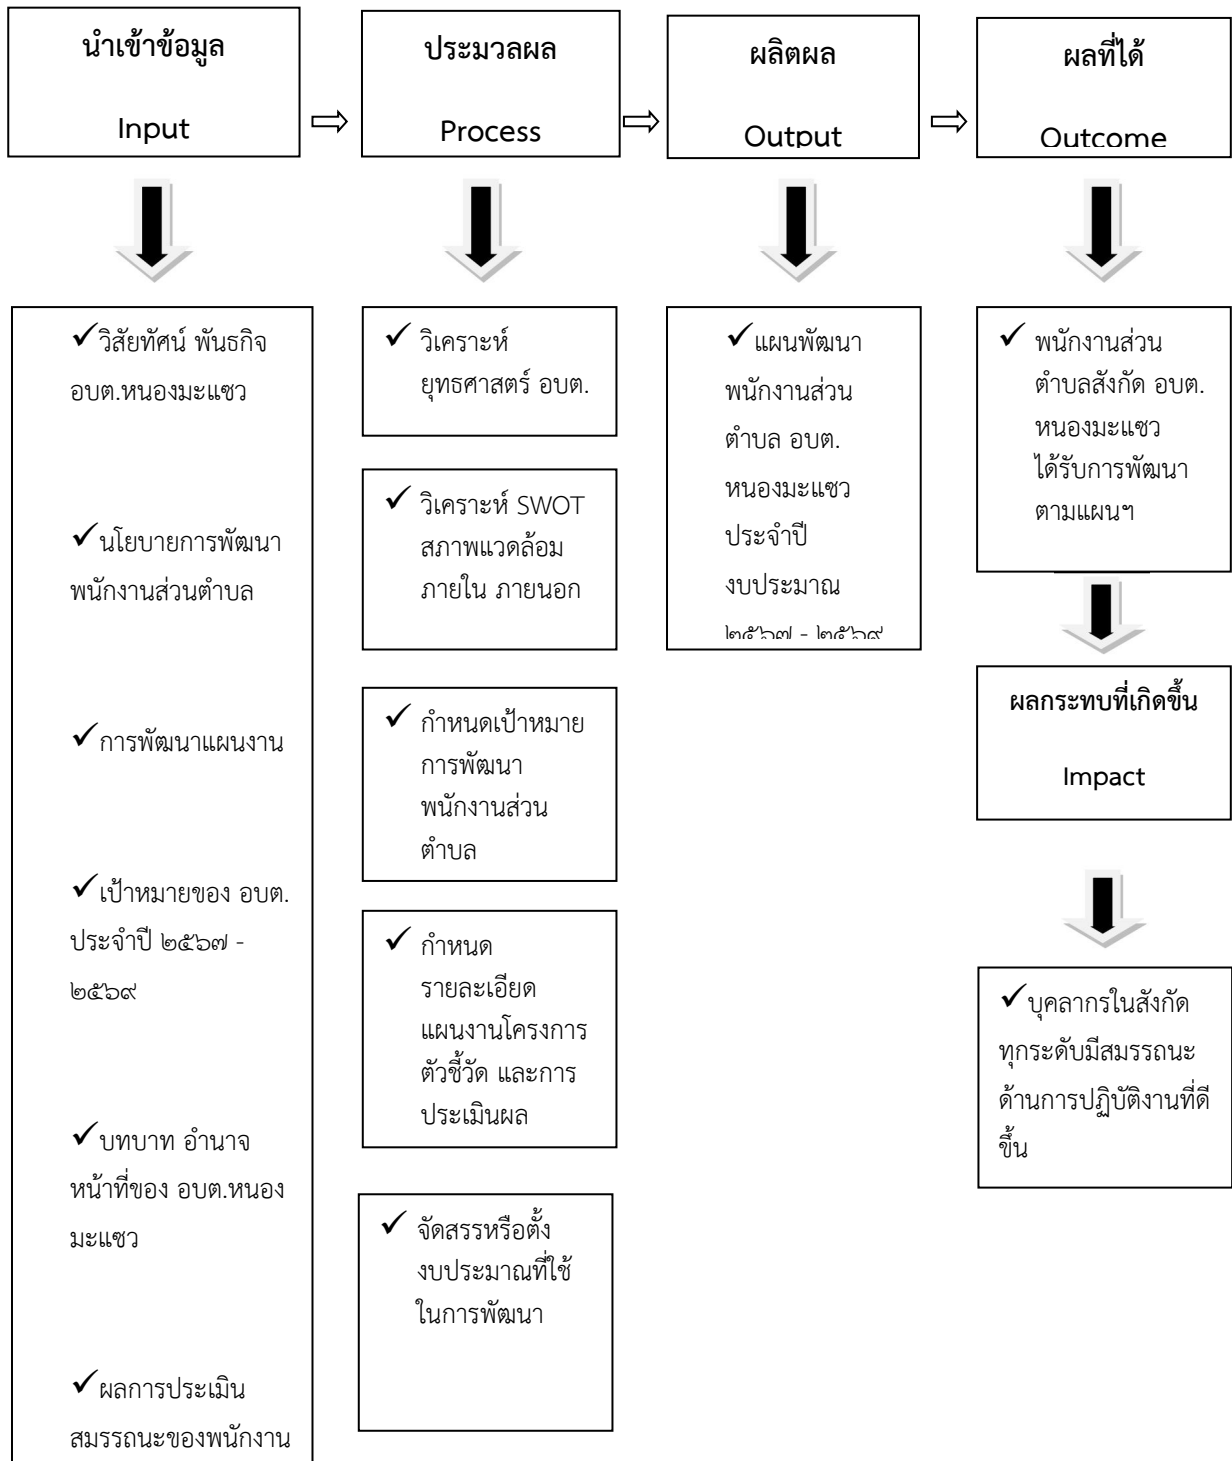 นำเข้าข้อมูล
Input
ประมวลผล
Process
ผลิตผล
Output
ผลที่ได้
Outcome
✓วิสัยทัศน์ พันธกิจ
อบต.หนองมะแซว
✓นโยบายการพัฒนา
พนักงานส่วนตำบล
✓การพัฒนาแผนงาน
✓เป้าหมายของ อบต.
ประจำปี ๒๕๖๗ -
๒๕๖๙
✓บทบาท อำนาจ
หน้าที่ของ อบต.หนอง
มะแซว
✓ผลการประเมิน
สมรรถนะของพนักงาน
✓ วิเคราะห์
ยุทธศาสตร์ อบต.
✓ วิเคราะห์ SWOT
สภาพแวดล้อม
ภายใน ภายนอก
✓ กำหนดเป้าหมาย
การพัฒนา
พนักงานส่วน
ตำบล
✓ กำหนด
รายละเอียด
แผนงานโครงการ
ตัวชี้วัด และการ
ประเมินผล
✓ จัดสรรหรือตั้ง
งบประมาณที่ใช้
ในการพัฒนา
✓แผนพัฒนา
พนักงานส่วน
ตำบล อบต.
หนองมะแซว
ประจำปี
งบประมาณ
๒๕๖๗ - ๒๕๖๙
✓ พนักงานส่วน
ตำบลสังกัด อบต.
หนองมะแซว
ได้รับการพัฒนา
ตามแผนฯ
ผลกระทบที่เกิดขึ้น
Impact
✓บุคลากรในสังกัด
ทุกระดับมีสมรรถนะ
ด้านการปฏิบัติงานที่ดี
ขึ้น